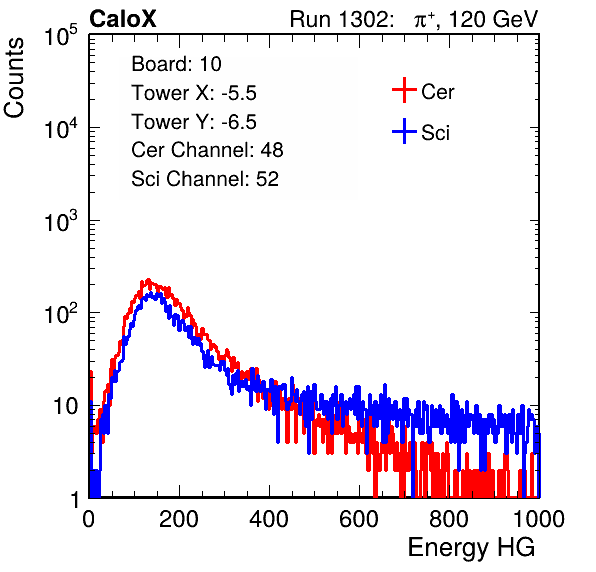 CaloX Run 1302: π⁺, 120 GeV
Counts
10⁵
10⁴
10³
10²
10
1
Board: 10
Tower X: -5.5
Tower Y: -6.5
Cer Channel: 48
Sci Channel: 52
Cer
Sci
0 200 400 600 800 1000
Energy HG